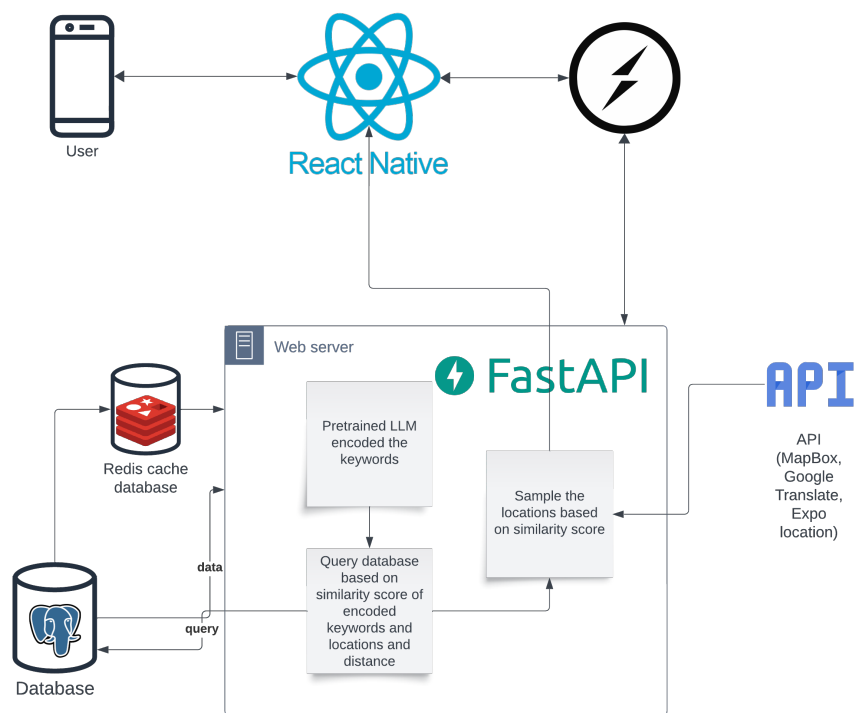 User
React Native
Web server
FastAPI
Pretrained LLM
encoded the
keywords
Redis cache
database
Sample the
locations based
on similarity score
API
API
(MapBox,
Google
Translate,
Expo
location)
Query database
based on
similarity score of
encoded
keywords and
locations and
distance
data
query
Database